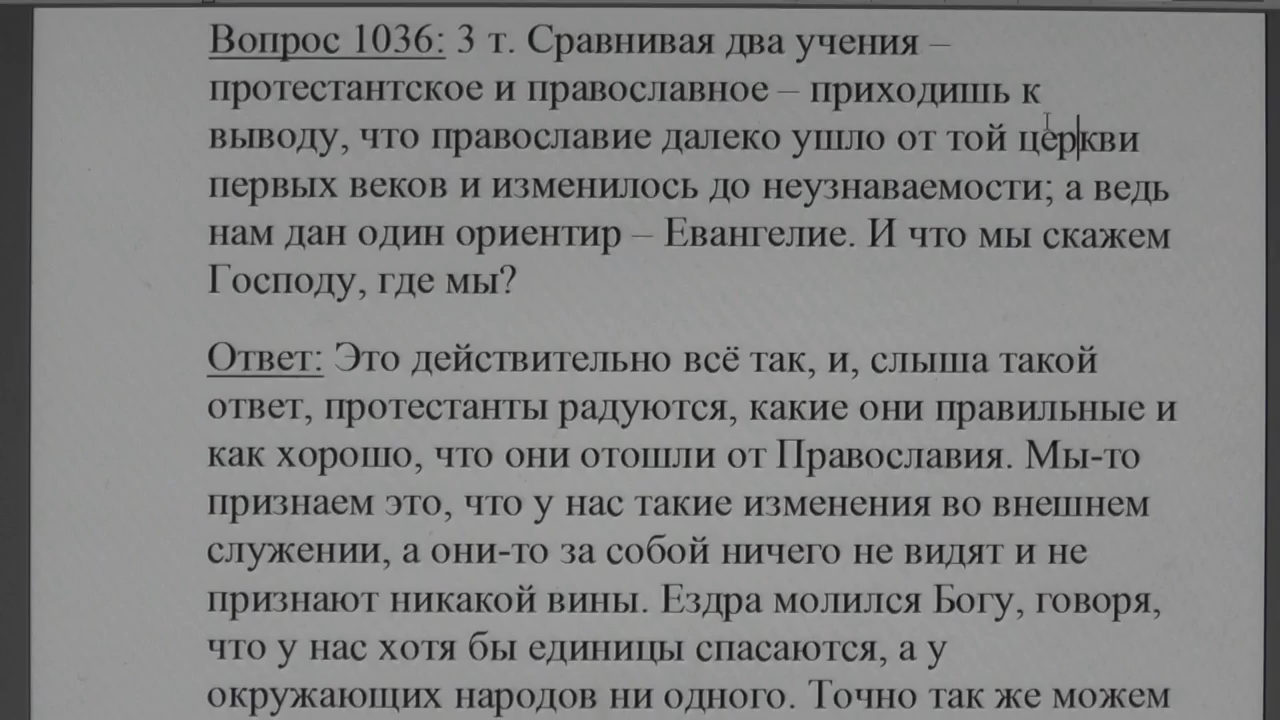 Вопрос 1036: 3 т. Сравнивая два учения –
протестантское и православное – приходишь к
выводу, что православие далеко ушло от той церкви
первых веков и изменилось до неузнаваемости; а ведь
нам дан один ориентир – Евангелие. И что мы скажем
Господу, где мы?
Ответ: Это действительно всё так, и, слыша такой
ответ, протестанты радуются, какие они правильные и
как хорошо, что они отошли от Православия. Мы-то
признаем это, что у нас такие изменения во внешнем
служении, а они-то за собой ничего не видят и не
признают никакой вины. Ездра молился Богу, говоря,
что у нас хотя бы единицы спасаются, а у
окружающих народов ни одного. Точно так же можем